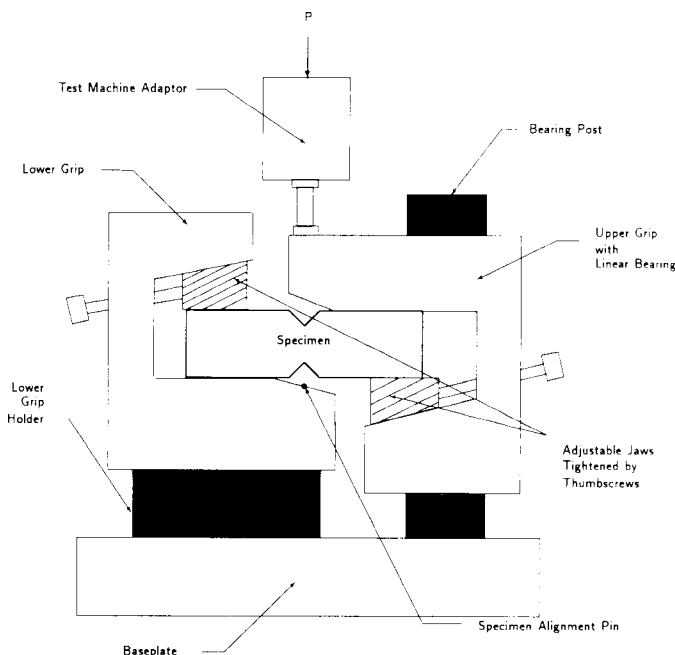 P
Test Machine Adaptor
Bearing Post
Lower Grip
Upper Grip
with
Linear Bearing
Specimen
Lower
Grip
Holder
Adjustable Jaws
Tightened by
Thumbscrews
Specimen Alignment Pin
Baseplate